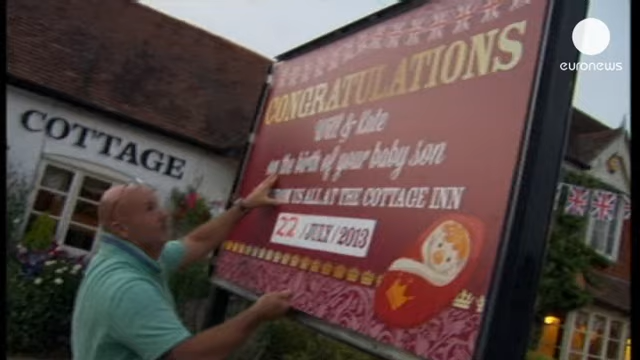 euronews
COTTAGE
CONGRATULATIONS
Will & Kate
on the birth of your baby son
FROM US ALL AT THE COTTAGE INN
22/JULY/2013